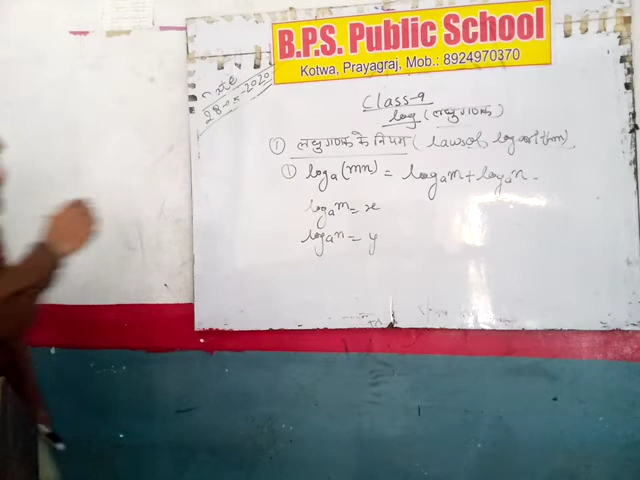 B.P.S. Public School
Kotwa, Prayagraj, Mob.: 8924970370
Date
28-05-2020
Class-9
log (लघुगणक)
① लघुगणक के नियम (laws of logarithm)
① logₐ(mn) = logₐm + logₐn
logₐm = x
logₐn = y